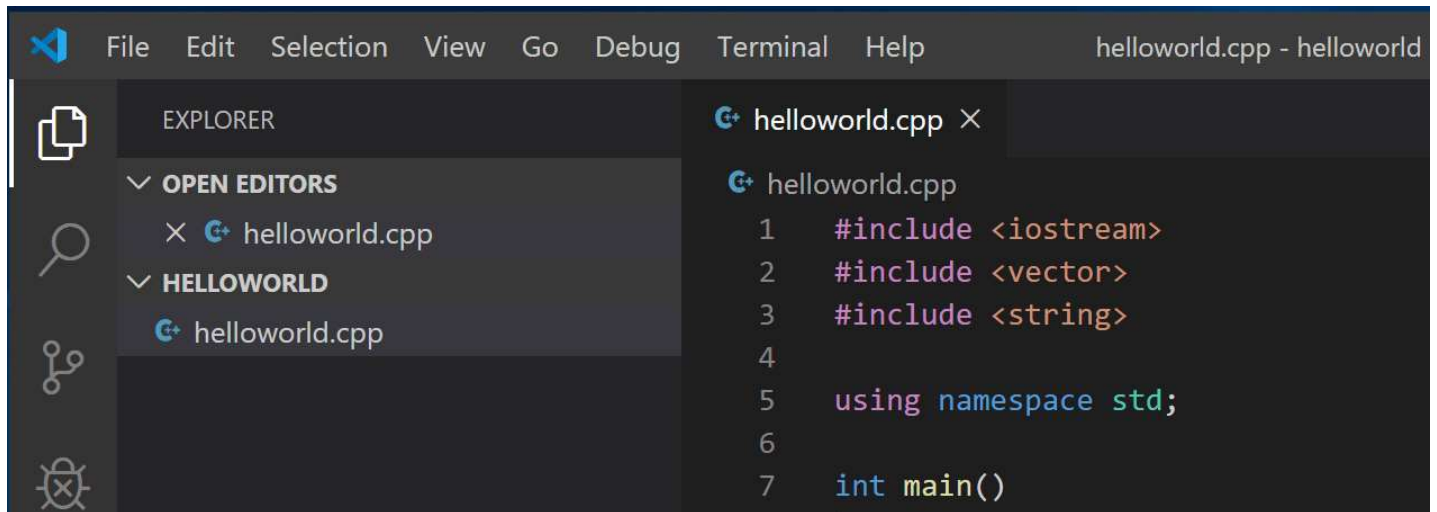 File Edit Selection View Go Debug Terminal Help helloworld.cpp - helloworld
EXPLORER
OPEN EDITORS
helloworld.cpp
HELLOWORLD
helloworld.cpp
helloworld.cpp
helloworld.cpp
1 #include <iostream>
2 #include <vector>
3 #include <string>
4
5 using namespace std;
6
7 int main()